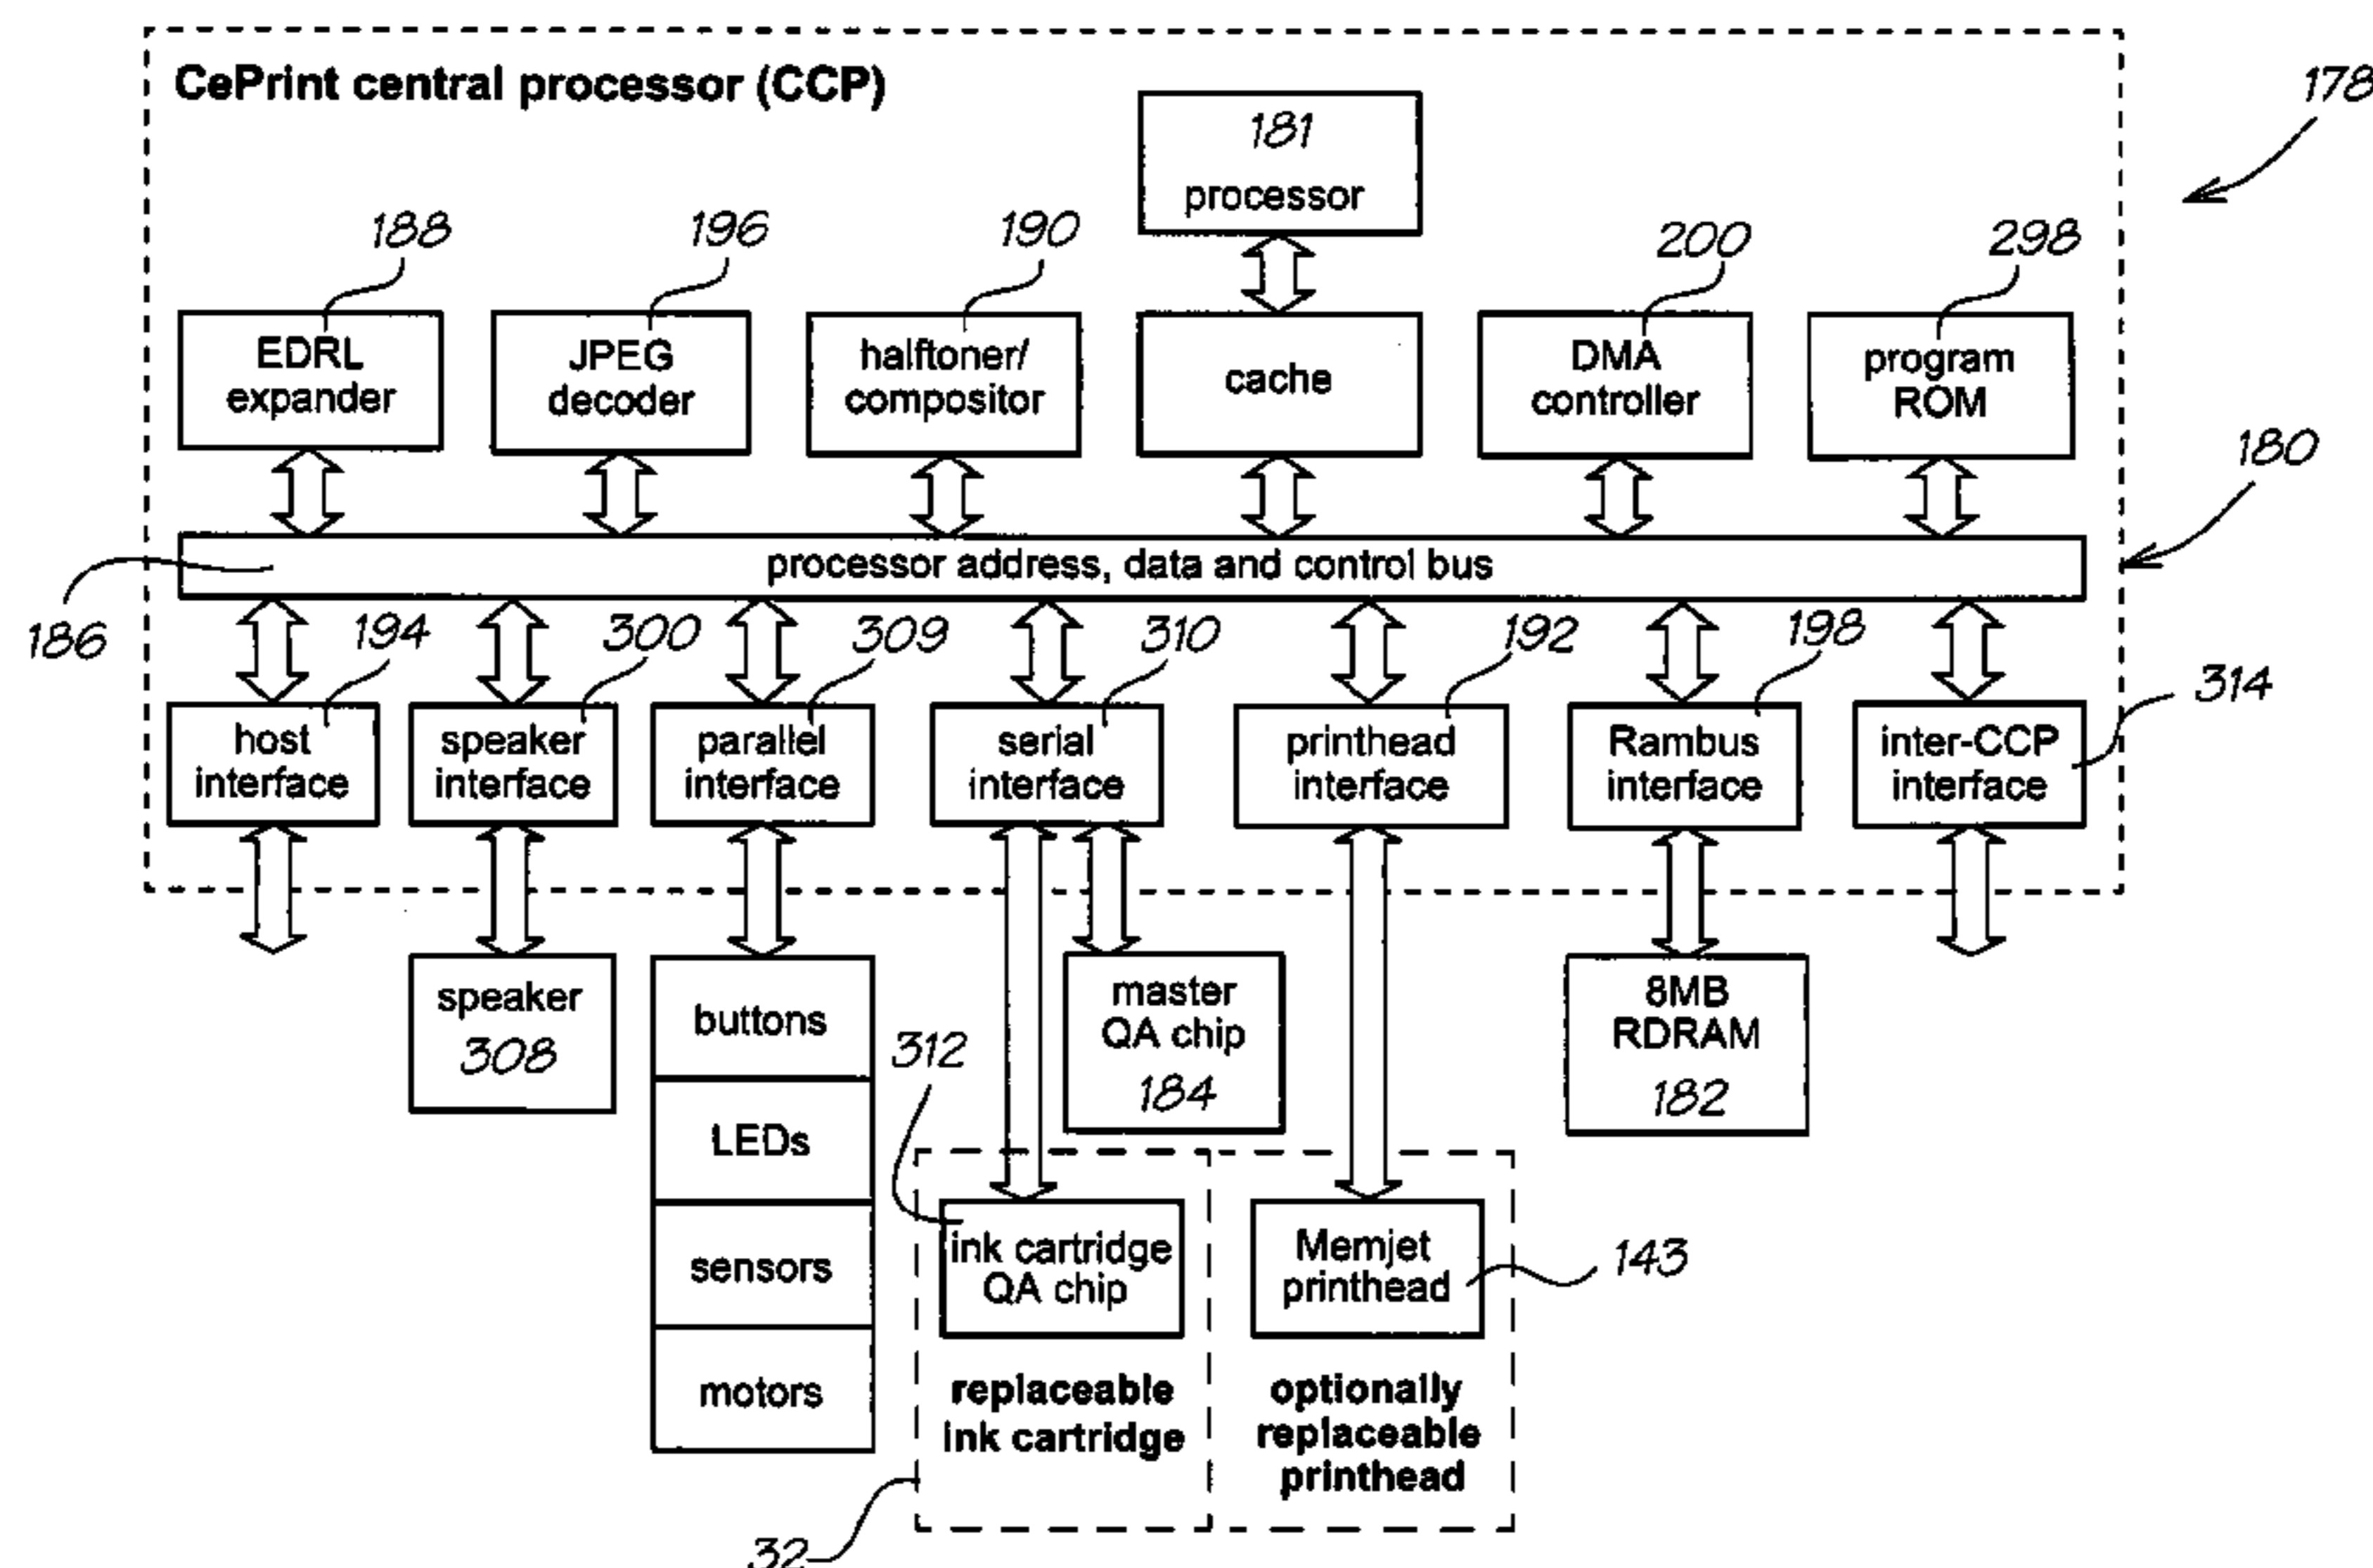 CePrint central processor (CCP)
178
181
processor
188
196
190
200
298
EDRL
expander
JPEG
decoder
halftoner/
compositor
cache
DMA
controller
program
ROM
180
processor address, data and control bus
186
194
300
309
310
192
198
314
host
interface
speaker
interface
parallel
interface
serial
interface
printhead
interface
Rambus
interface
inter-CCP
interface
speaker
308
buttons
LEDs
sensors
motors
312
master
QA chip
184
8MB
RDRAM
182
ink cartridge
QA chip
Memjet
printhead
143
replaceable
ink cartridge
optionally
replaceable
printhead
32